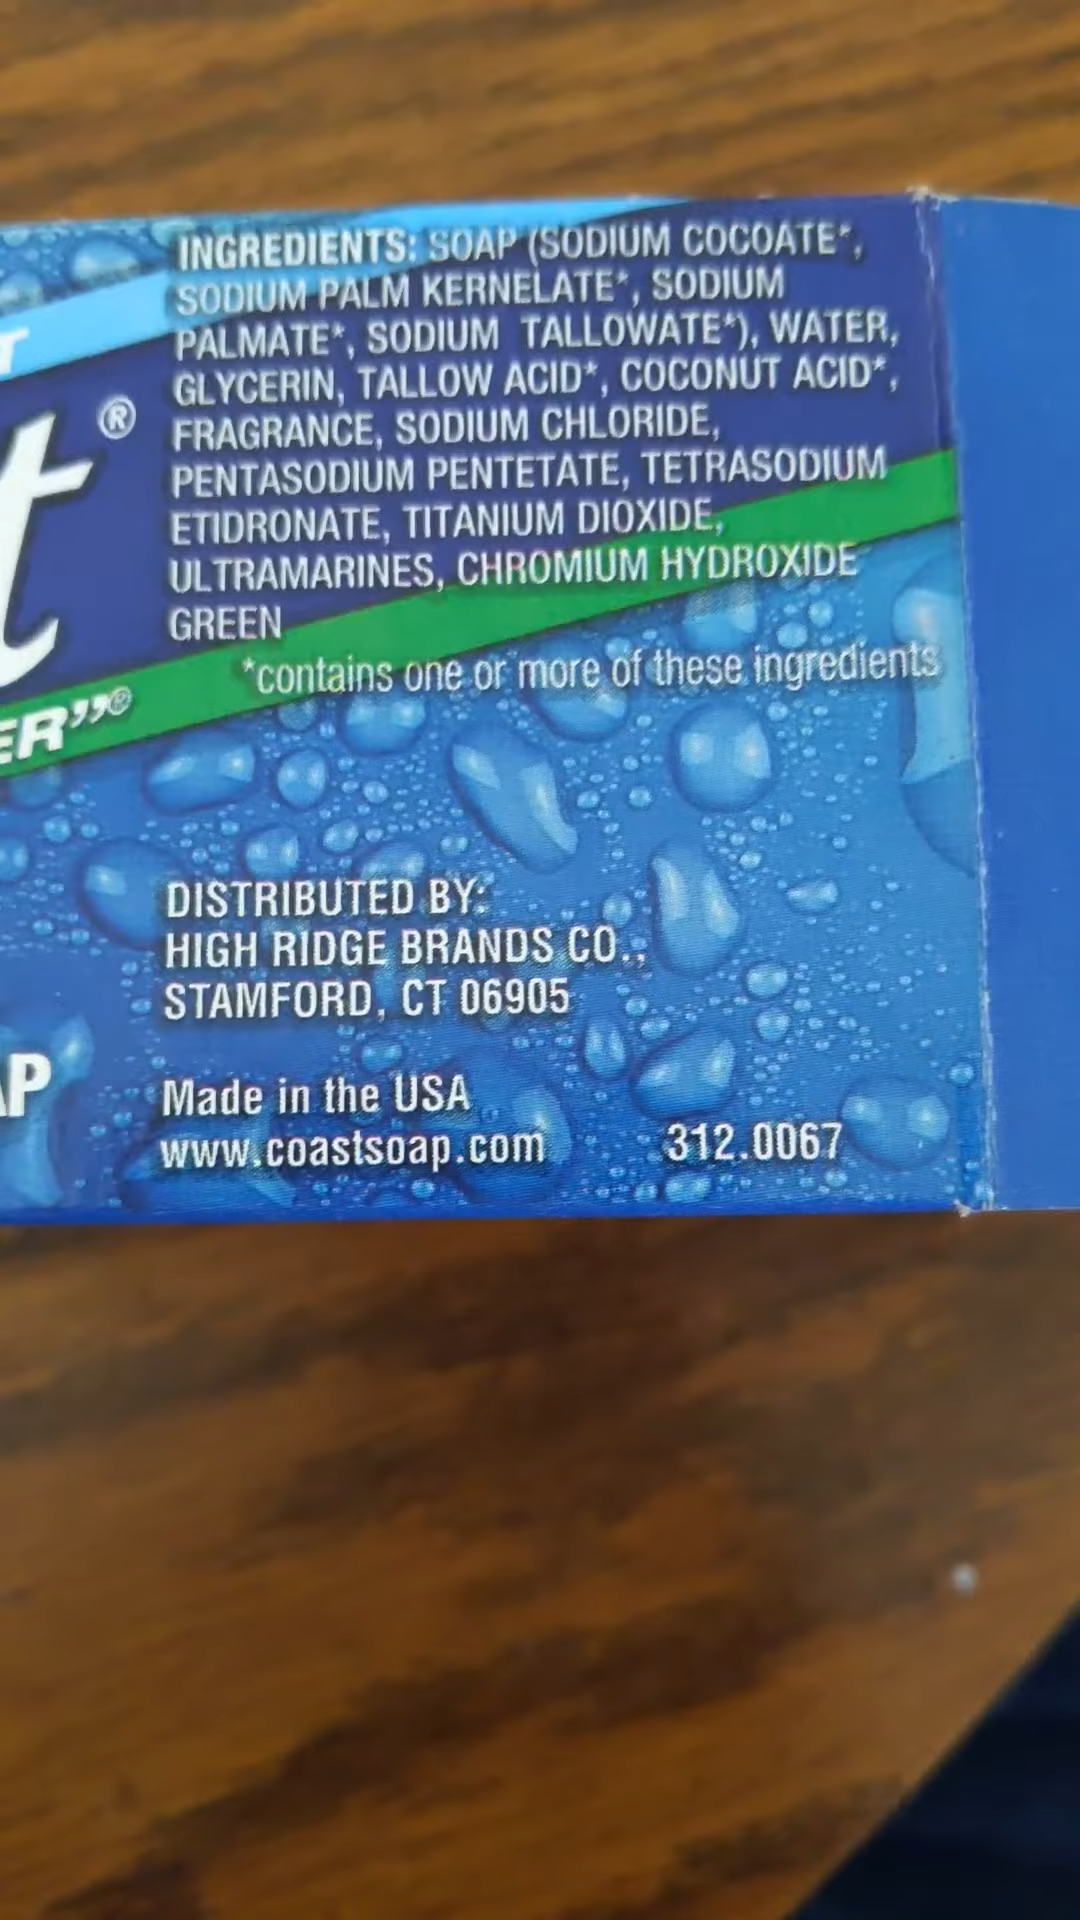 INGREDIENTS: SOAP (SODIUM COCOATE*,
SODIUM PALM KERNELATE*, SODIUM
PALMATE*, SODIUM TALLOWATE*), WATER,
GLYCERIN, TALLOW ACID*, COCONUT ACID*,
FRAGRANCE, SODIUM CHLORIDE,
PENTASODIUM PENTETATE, TETRASODIUM
ETIDRONATE, TITANIUM DIOXIDE,
ULTRAMARINES, CHROMIUM HYDROXIDE
GREEN
*contains one or more of these ingredients
T
t®
ER”®
DISTRIBUTED BY:
HIGH RIDGE BRANDS CO.,
STAMFORD, CT 06905
AP
Made in the USA
www.coastsoap.com 312.0067